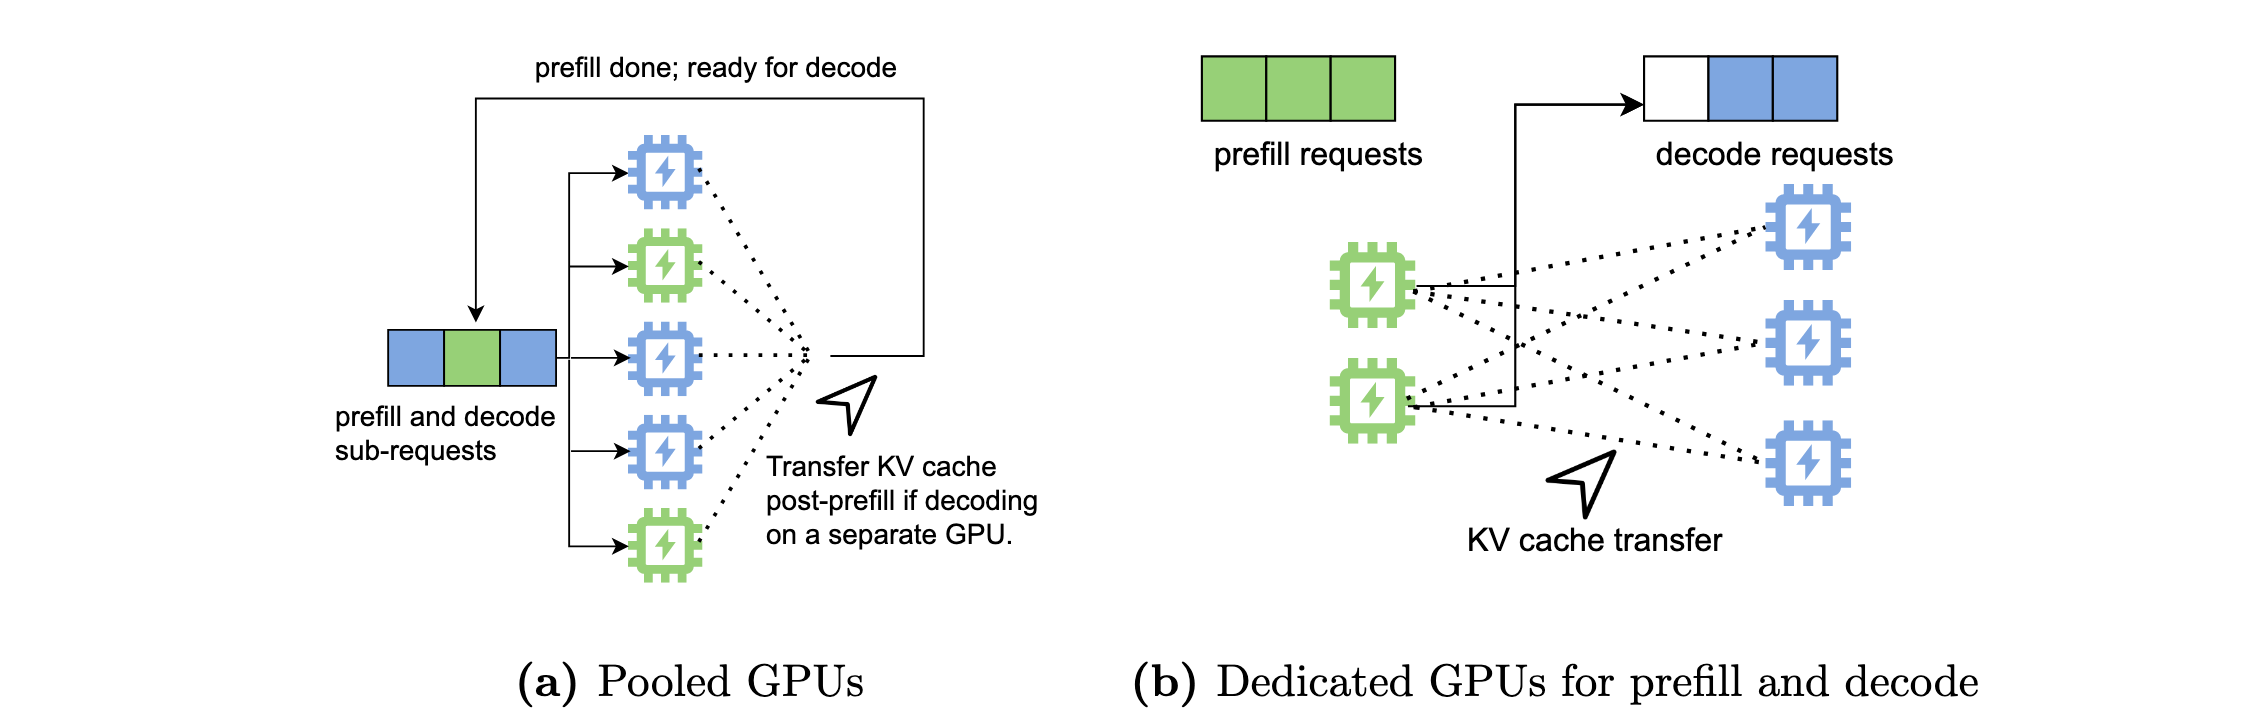 prefill done; ready for decode
prefill and decode
sub-requests
Transfer KV cache
post-prefill if decoding
on a separate GPU.
(a) Pooled GPUs
prefill requests
decode requests
KV cache transfer
(b) Dedicated GPUs for prefill and decode